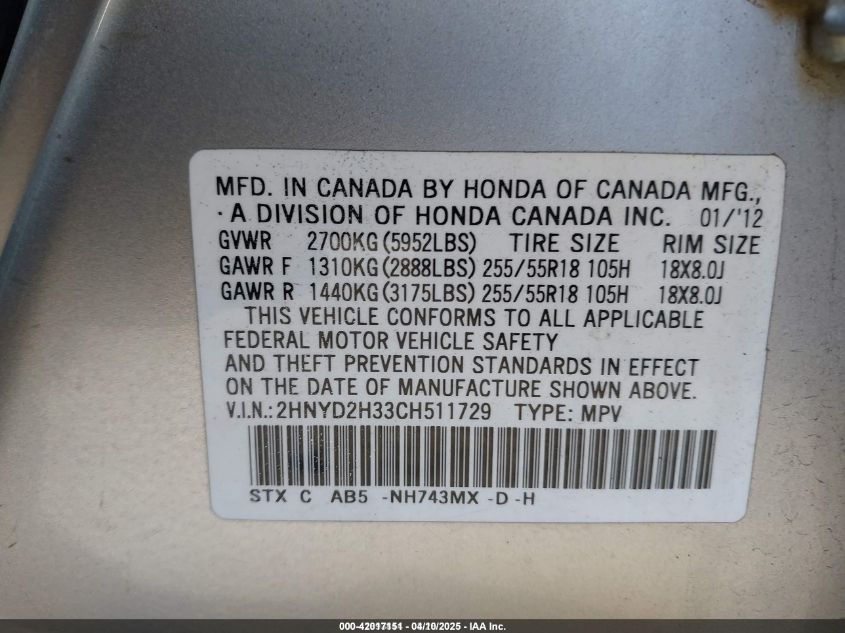 MFD. IN CANADA BY HONDA OF CANADA MFG.,
· A DIVISION OF HONDA CANADA INC. 01/'12
GVWR 2700KG(5952LBS) TIRE SIZE RIM SIZE
GAWR F 1310KG(2888LBS) 255/55R18 105H 18X8.0J
GAWR R 1440KG(3175LBS) 255/55R18 105H 18X8.0J
THIS VEHICLE CONFORMS TO ALL APPLICABLE
FEDERAL MOTOR VEHICLE SAFETY
AND THEFT PREVENTION STANDARDS IN EFFECT
ON THE DATE OF MANUFACTURE SHOWN ABOVE.
V.I.N.:2HNYD2H33CH511729 TYPE: MPV
STX C AB5 -NH743MX -D -H
04/10/2025 - IAA Inc.